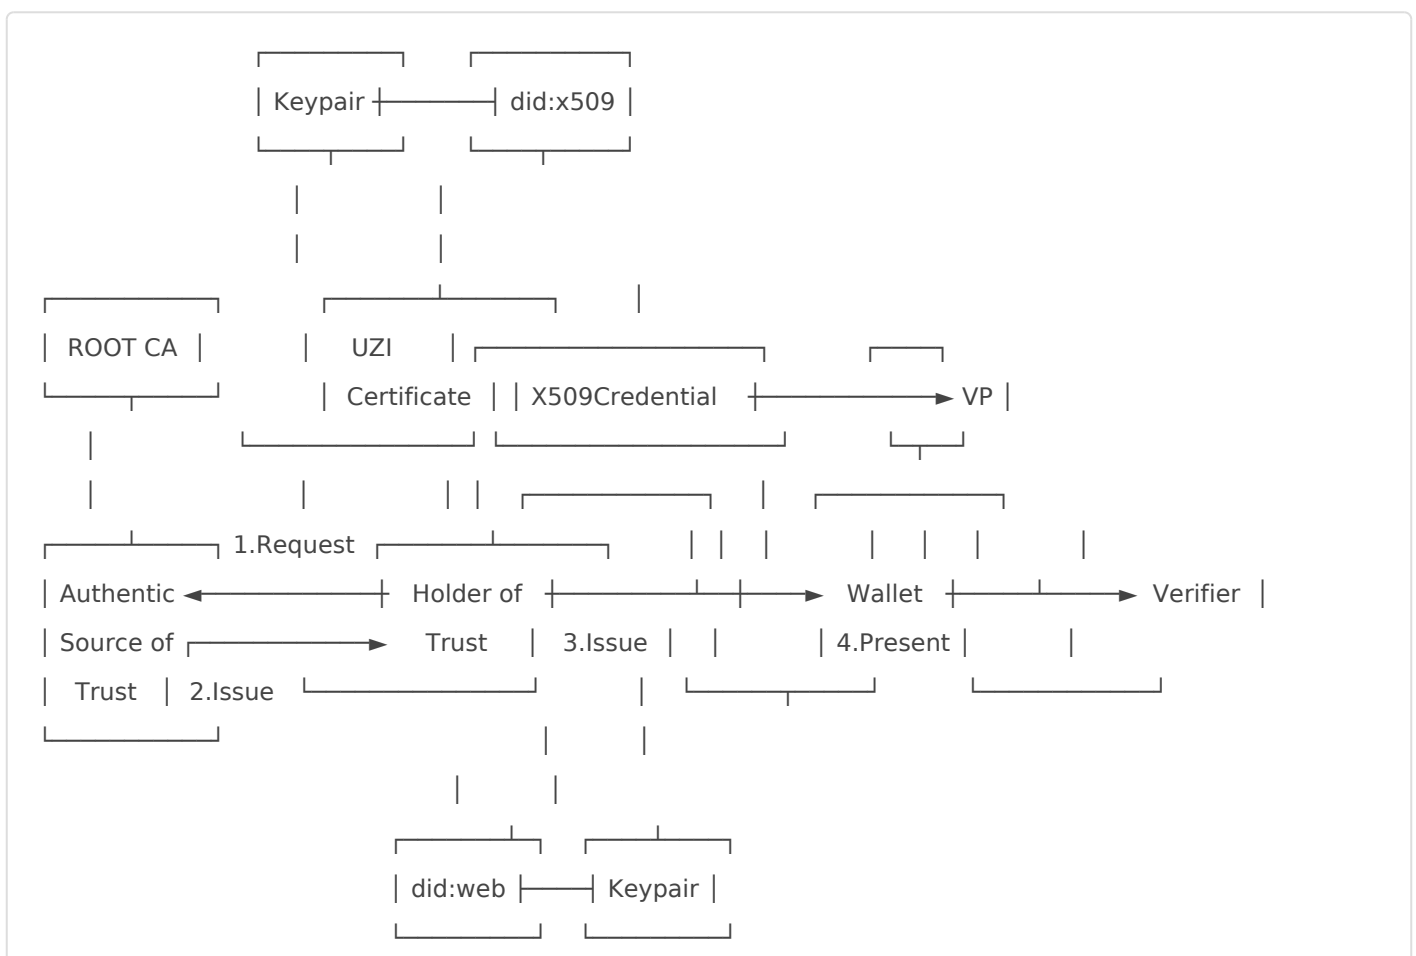 Keypair did:x509
ROOT CA UZI
Certificate X509Credential VP
1.Request
Authentic Holder of Wallet Verifier
Source of Trust 3.Issue 4.Present
Trust 2.Issue
did:web Keypair